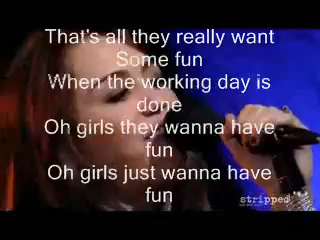 That's all they really want
Some fun
When the working day is
done
Oh girls they wanna have
fun
Oh girls just wanna have
fun
stripped